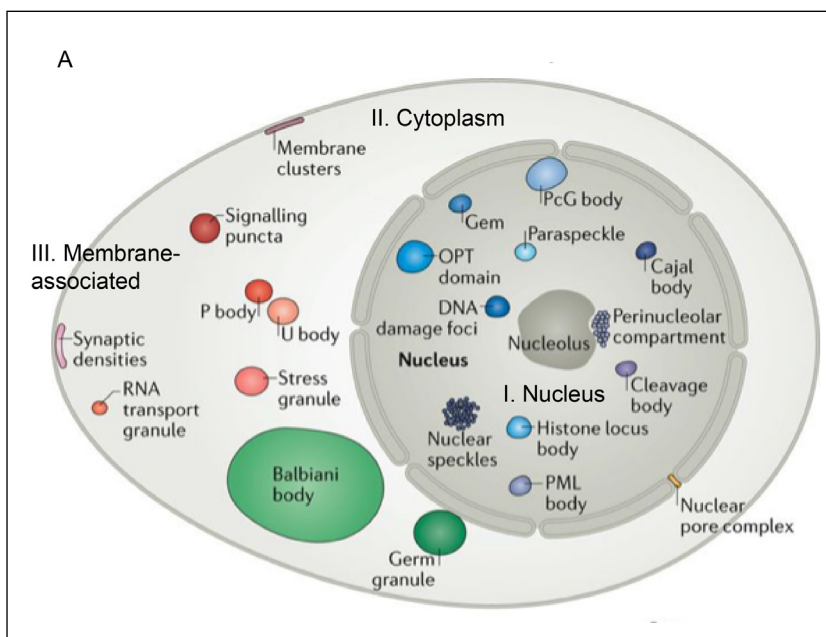 A
II. Cytoplasm
Membrane
clusters
PcG body
Gem
Signalling
puncta
Paraspeckle
III. Membrane-
associated
OPT
domain
Cajal
body
P body
U body
DNA
damage foci
Nucleolus
Perinucleolar
compartment
Synaptic
densities
Nucleus
Stress
granule
RNA
transport
granule
I. Nucleus
Cleavage
body
Nuclear
speckles
Histone locus
body
Balbiani
body
PML
body
Nuclear
pore complex
Germ
granule